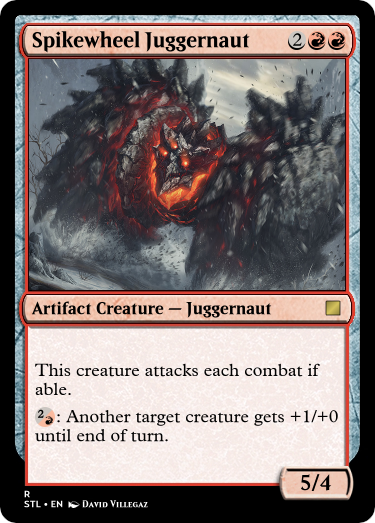 Spikewheel Juggernaut 2
Artifact Creature — Juggernaut
This creature attacks each combat if
able.
2: Another target creature gets +1/+0
until end of turn.
5/4
R
STL • EN DAVID VILLEGAZ